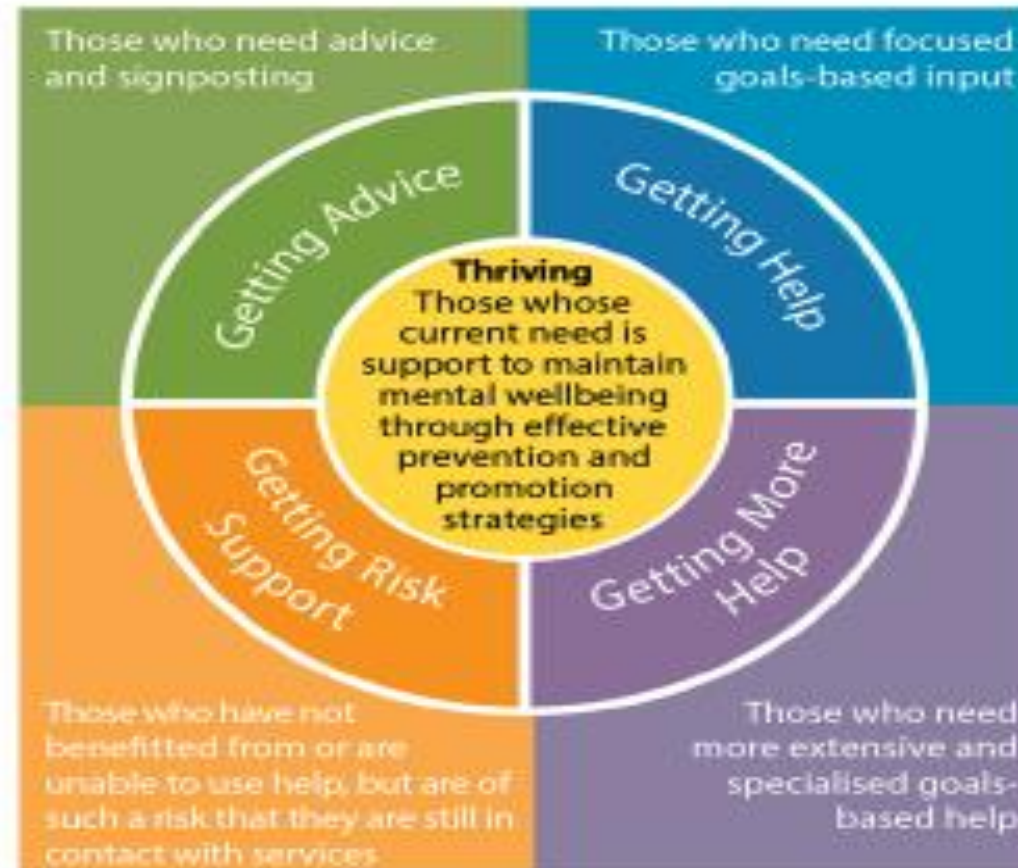 Those who need advice
and signposting
Those who need focused
goals-based input
Getting Advice
Getting Help
Thriving
Those whose
current need is
support to maintain
mental wellbeing
through effective
prevention and
promotion
strategies
Getting Risk
Support
Getting More
Help
Those who have not
benefitted from or are
unable to use help, but are of
such a risk that they are still in
contact with services
Those who need
more extensive and
specialised goals-
based help